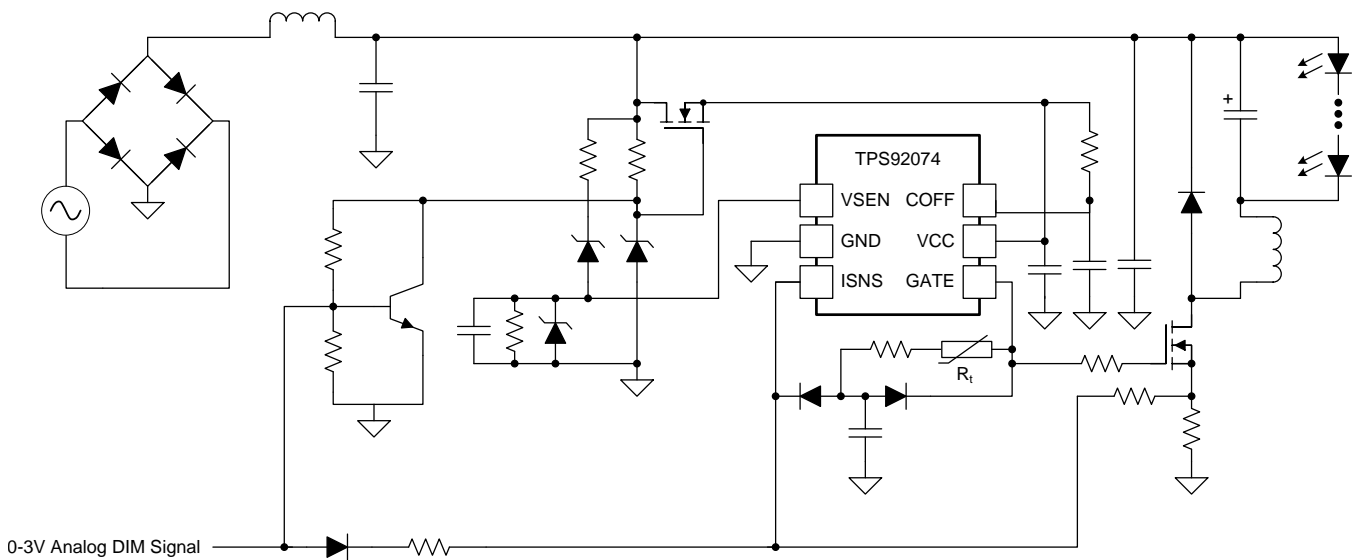 TPS92074
VSEN COFF
GND VCC
ISNS GATE
+
Rt
0-3V Analog DIM Signal